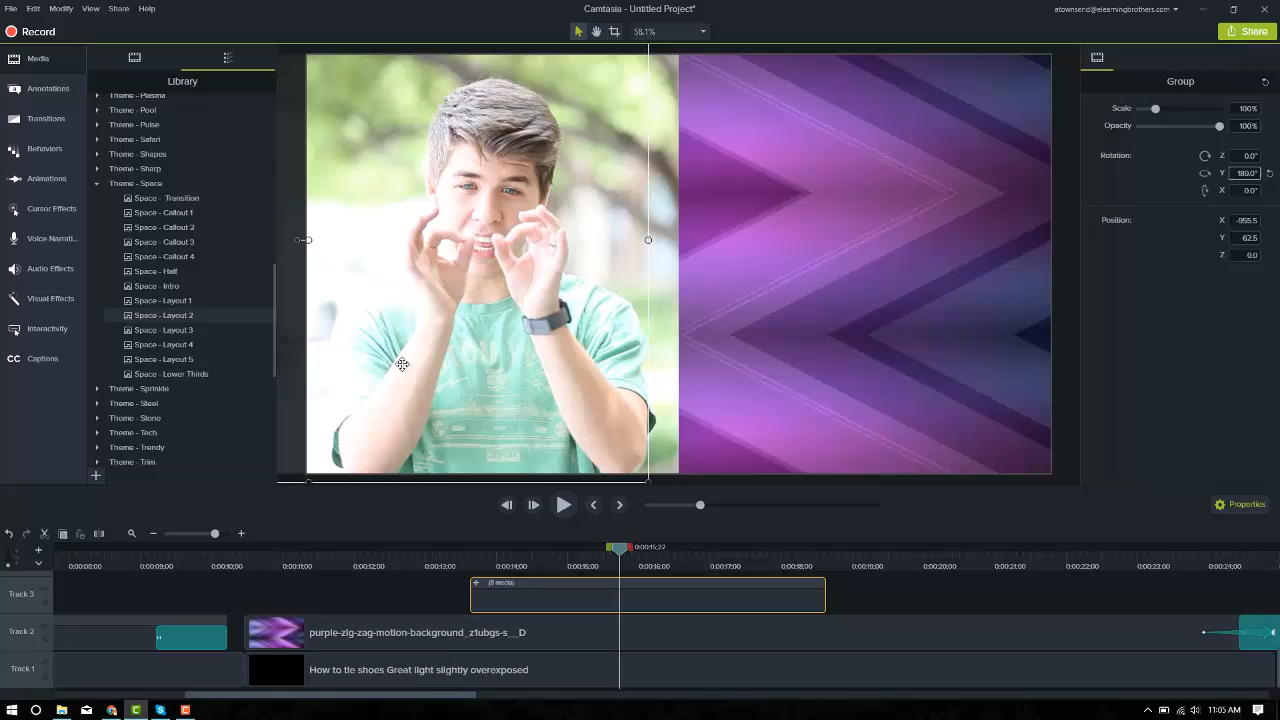 File Edit Modify View Share Help
Camtasia - Untitled Project*
atownsend@elearningbrothers.com
Record
58.1%
Share
Media
Annotations
Transitions
Behaviors
Animations
Cursor Effects
Voice Narrati...
Audio Effects
Visual Effects
Interactivity
CC Captions
Library
Theme - Plasma
Theme - Pool
Theme - Pulse
Theme - Safari
Theme - Shapes
Theme - Sharp
Theme - Space
Space - Transition
Space - Callout 1
Space - Callout 2
Space - Callout 3
Space - Callout 4
Space - Half
Space - Intro
Space - Layout 1
Space - Layout 2
Space - Layout 3
Space - Layout 4
Space - Layout 5
Space - Lower Thirds
Theme - Sprinkle
Theme - Steel
Theme - Stone
Theme - Tech
Theme - Trendy
Theme - Trim
Group
Scale 100%
Opacity 100%
Rotation: Z 0.0°
Y 180.0°
X 0.0°
Position: X -955.5
Y 62.5
Z 0.0
Properties
0:00:15;22
0:00:08;00 0:00:09;00 0:00:10;00 0:00:11;00 0:00:12;00 0:00:13;00 0:00:14;00 0:00:15;00 0:00:16;00 0:00:17;00 0:00:18;00 0:00:19;00 0:00:20;00 0:00:21;00 0:00:22;00 0:00:23;00 0:00:24;00
Track 3
(8 media)
Track 2
purple-zig-zag-motion-background_z1ubgs-s__D
Track 1
How to tie shoes Great light slightly overexposed
11:05 AM